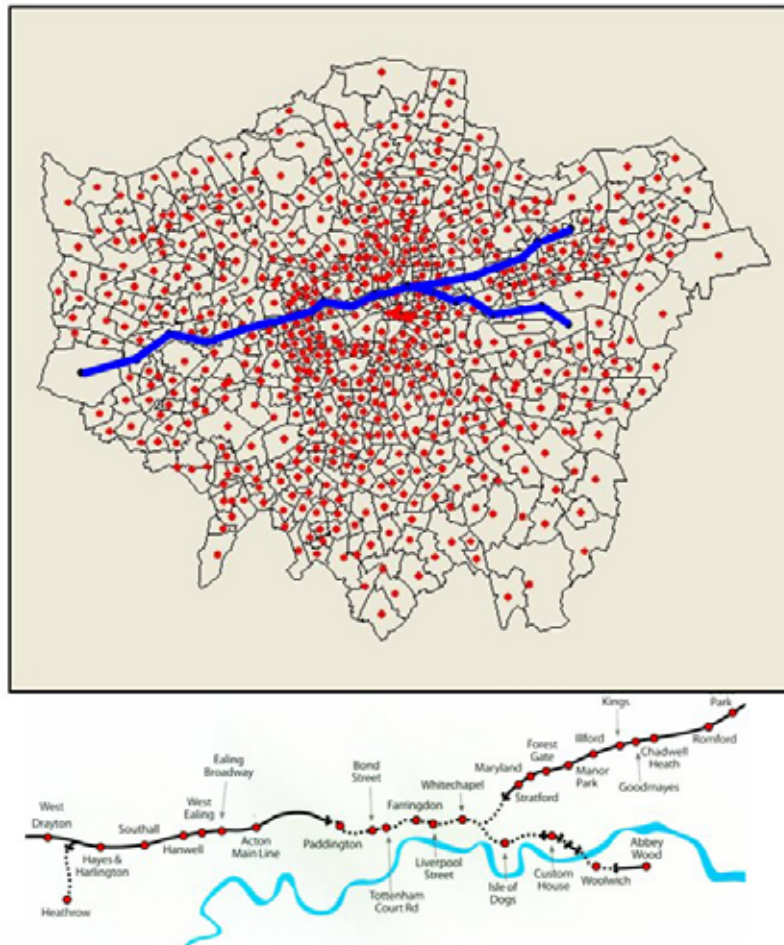 West
Drayton
Hayes &
Harlington
Heathrow
Southall
Hanwell
West
Ealing
Ealing
Broadway
Acton
Main Line
Paddington
Bond
Street
Tottenham
Court Rd
Farringdon
Liverpool
Street
Whitechapel
Isle of
Dogs
Custom
House
Woolwich
Abbey
Wood
Maryland
Stratford
Forest
Gate
Manor
Park
Illford
Kings
Goodmayes
Chadwell
Heath
Romford
Park